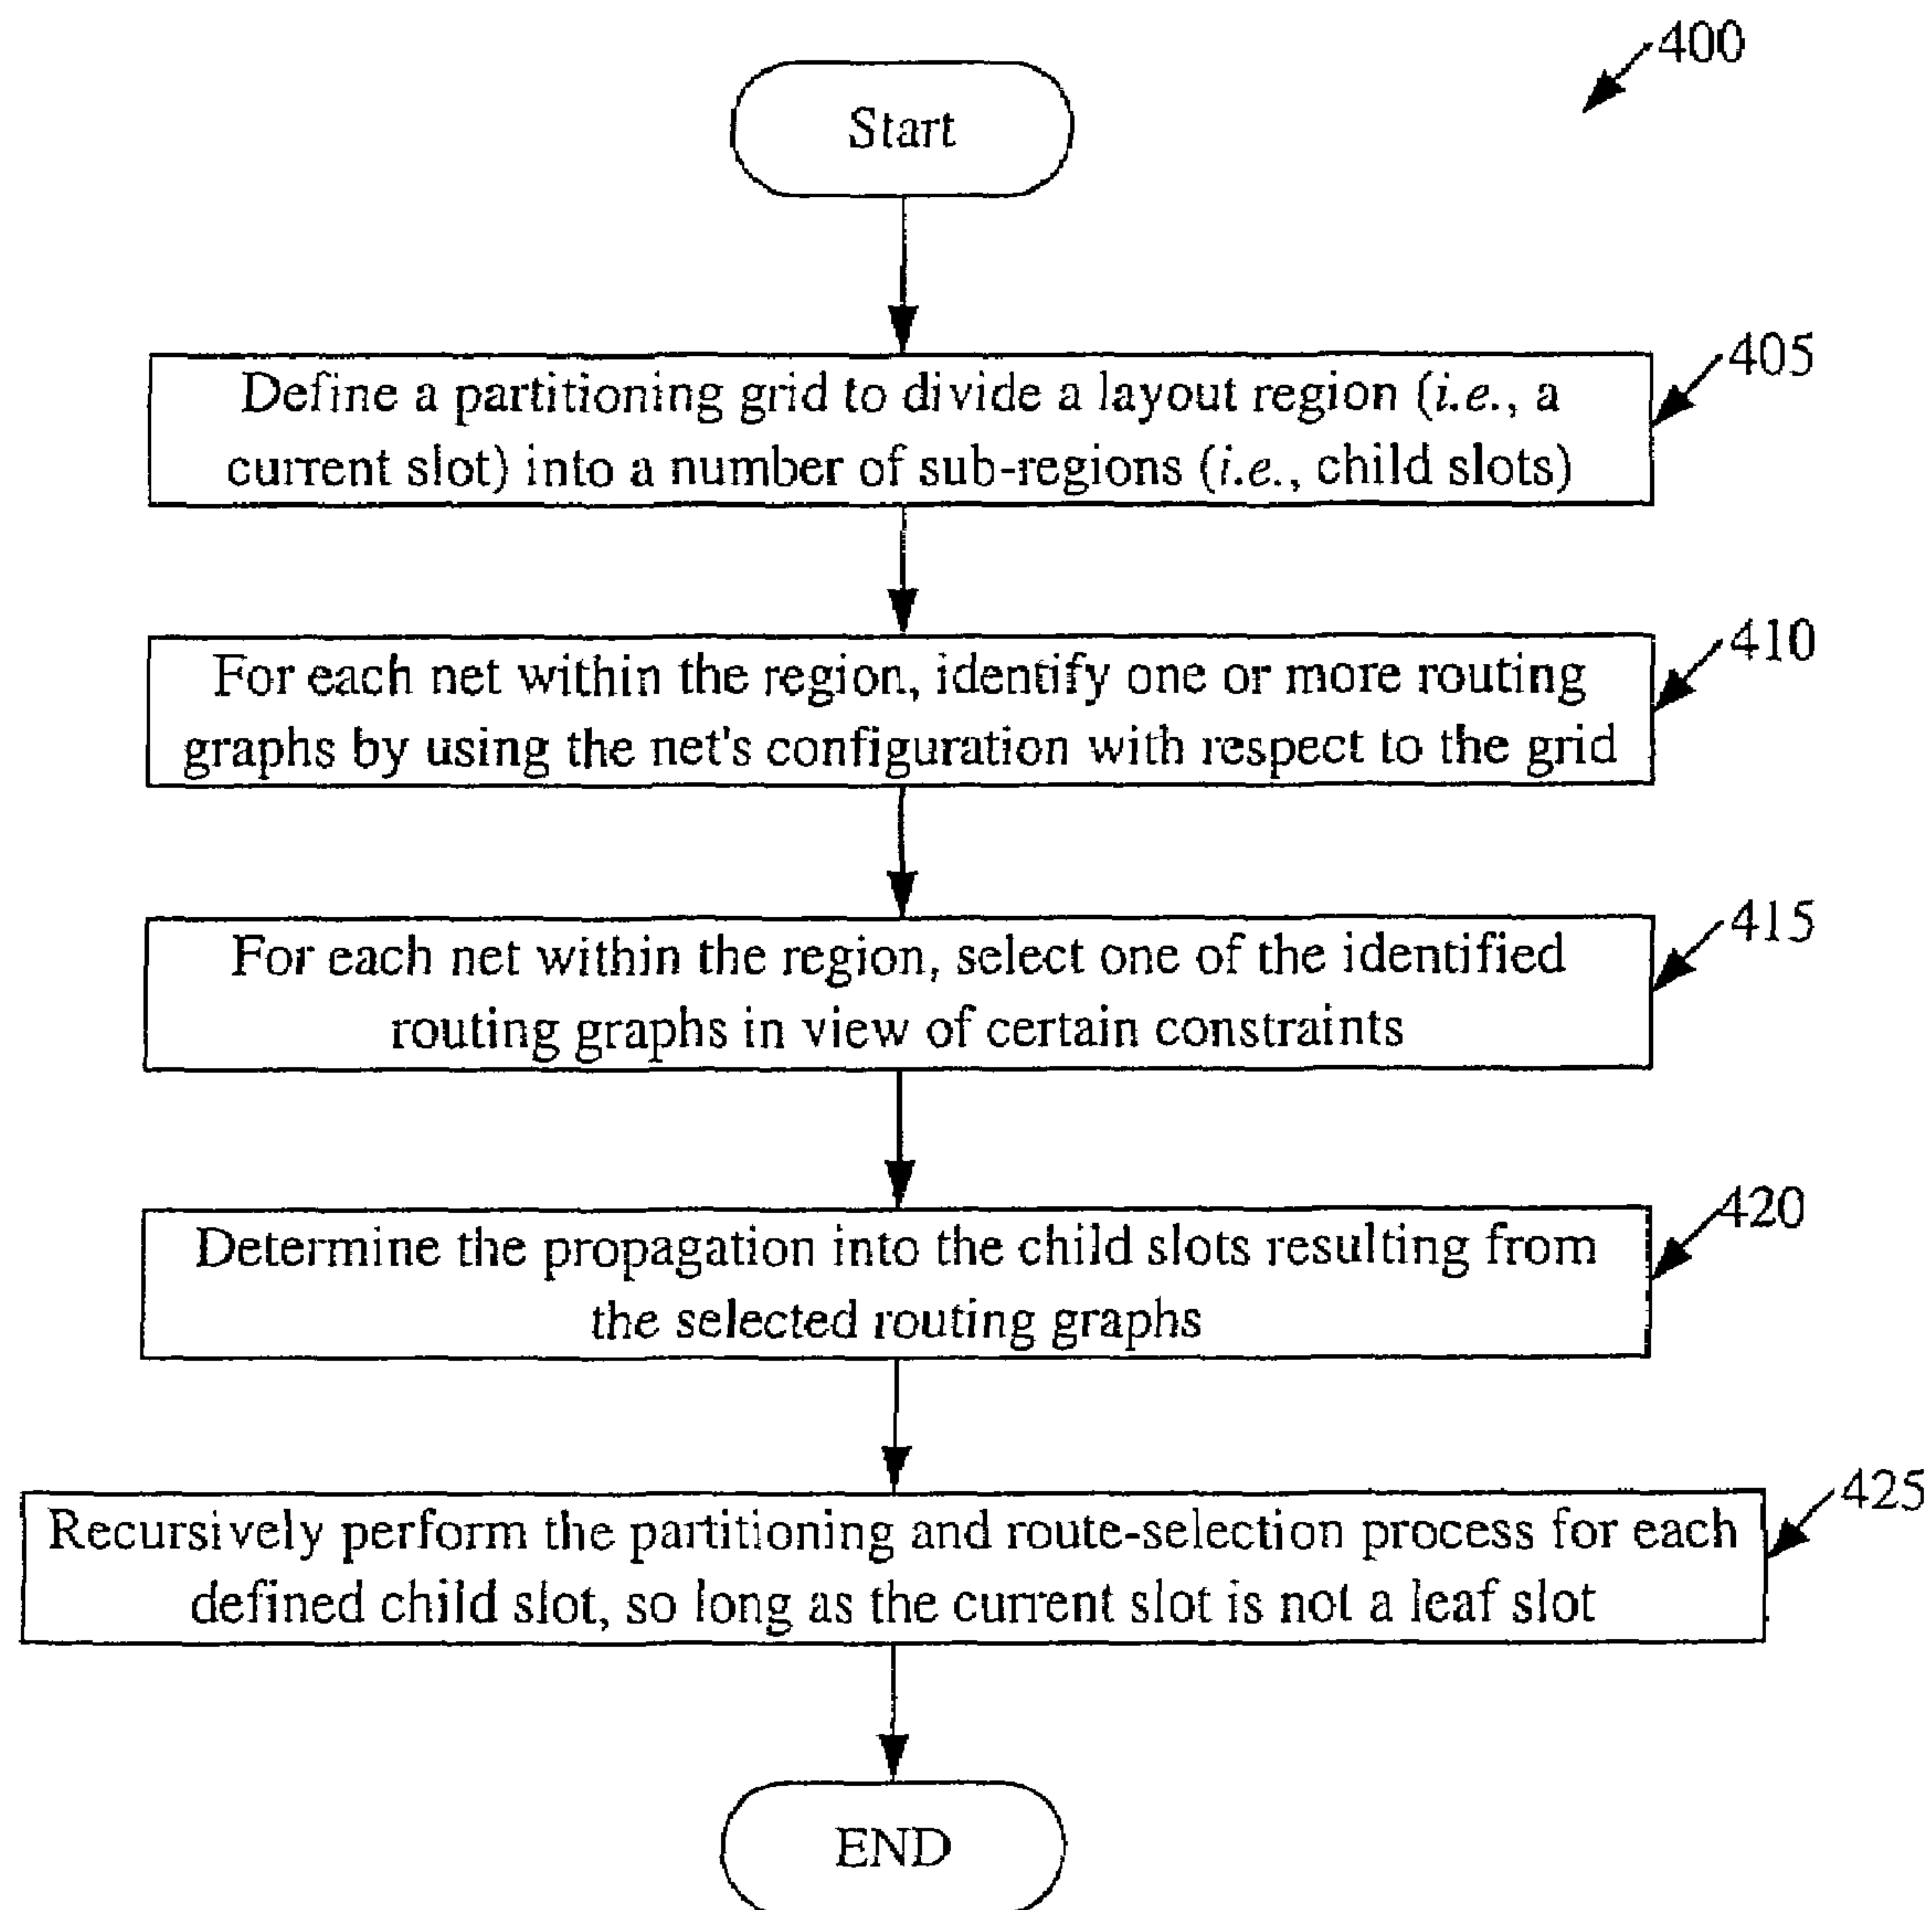 400
Start
405
Define a partitioning grid to divide a layout region (i.e., a
current slot) into a number of sub-regions (i.e., child slots)
410
For each net within the region, identify one or more routing
graphs by using the net's configuration with respect to the grid
415
For each net within the region, select one of the identified
routing graphs in view of certain constraints
420
Determine the propagation into the child slots resulting from
the selected routing graphs
425
Recursively perform the partitioning and route-selection process for each
defined child slot, so long as the current slot is not a leaf slot
END